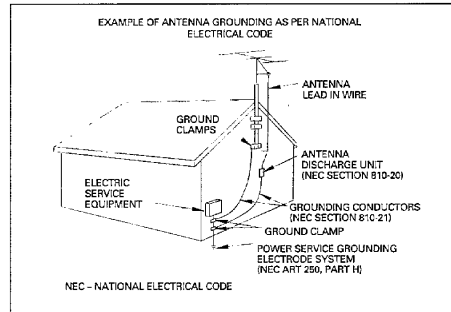 EXAMPLE OF ANTENNA GROUNDING AS PER NATIONAL
ELECTRICAL CODE
ANTENNA
LEAD IN WIRE
GROUND
CLAMPS
ANTENNA
DISCHARGE UNIT
(NEC SECTION 810-20)
ELECTRIC
SERVICE
EQUIPMENT
GROUNDING CONDUCTORS
(NEC SECTION 810-21)
GROUND CLAMP
POWER SERVICE GROUNDING
ELECTRODE SYSTEM
(NEC ART 250, PART H)
NEC – NATIONAL ELECTRICAL CODE